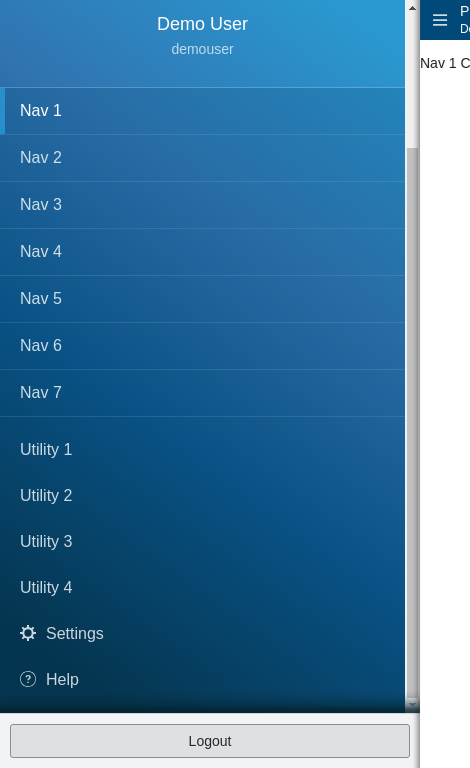 Demo User
demouser
Nav 1
Nav 2
Nav 3
Nav 4
Nav 5
Nav 6
Nav 7
Utility 1
Utility 2
Utility 3
Utility 4
Settings
? Help
Logout
Nav 1 C